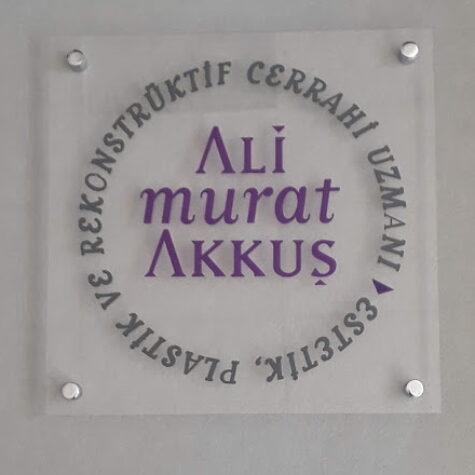 ALİ
murat
AKKUŞ
ESTETİK, PLASTİK VE REKONSTRÜKTİF CERRAHİ UZMANI